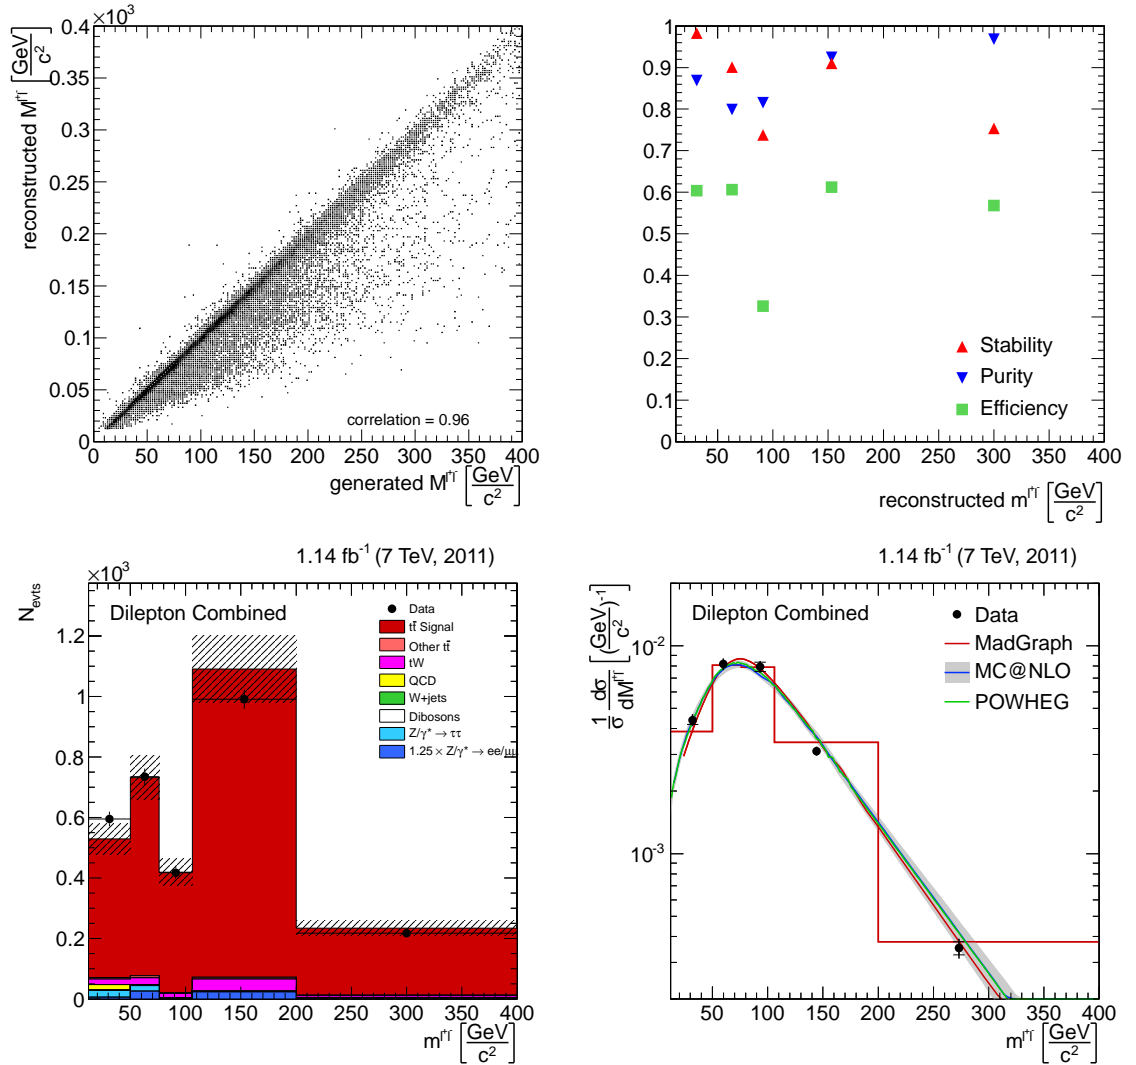 ×10³
reconstructed M^{l⁺l⁻} [GeV/c²]
0.4
0.35
0.3
0.25
0.2
0.15
0.1
0.05
0
correlation = 0.96
0 50 100 150 200 250 300 350 400
generated M^{l⁺l⁻} [GeV/c²]
1
0.9
0.8
0.7
0.6
0.5
0.4
0.3
0.2
0.1
0
Stability
Purity
Efficiency
50 100 150 200 250 300 350 400
reconstructed m^{l⁺l⁻} [GeV/c²]
1.14 fb⁻¹ (7 TeV, 2011)
×10³
N_{evts}
1.2
1
0.8
0.6
0.4
0.2
0
Dilepton Combined
Data
tt̄ Signal
Other tt̄
tW
QCD
W+jets
Dibosons
Z/γ* → ττ
1.25 × Z/γ* → ee/μμ
50 100 150 200 250 300 350 400
m^{l⁺l⁻} [GeV/c²]
1.14 fb⁻¹ (7 TeV, 2011)
1/σ dσ/dM^{l⁺l⁻} [(GeV/c²)⁻¹]
10⁻²
10⁻³
Dilepton Combined
Data
MadGraph
MC@NLO
POWHEG
50 100 150 200 250 300 350 400
m^{l⁺l⁻} [GeV/c²]